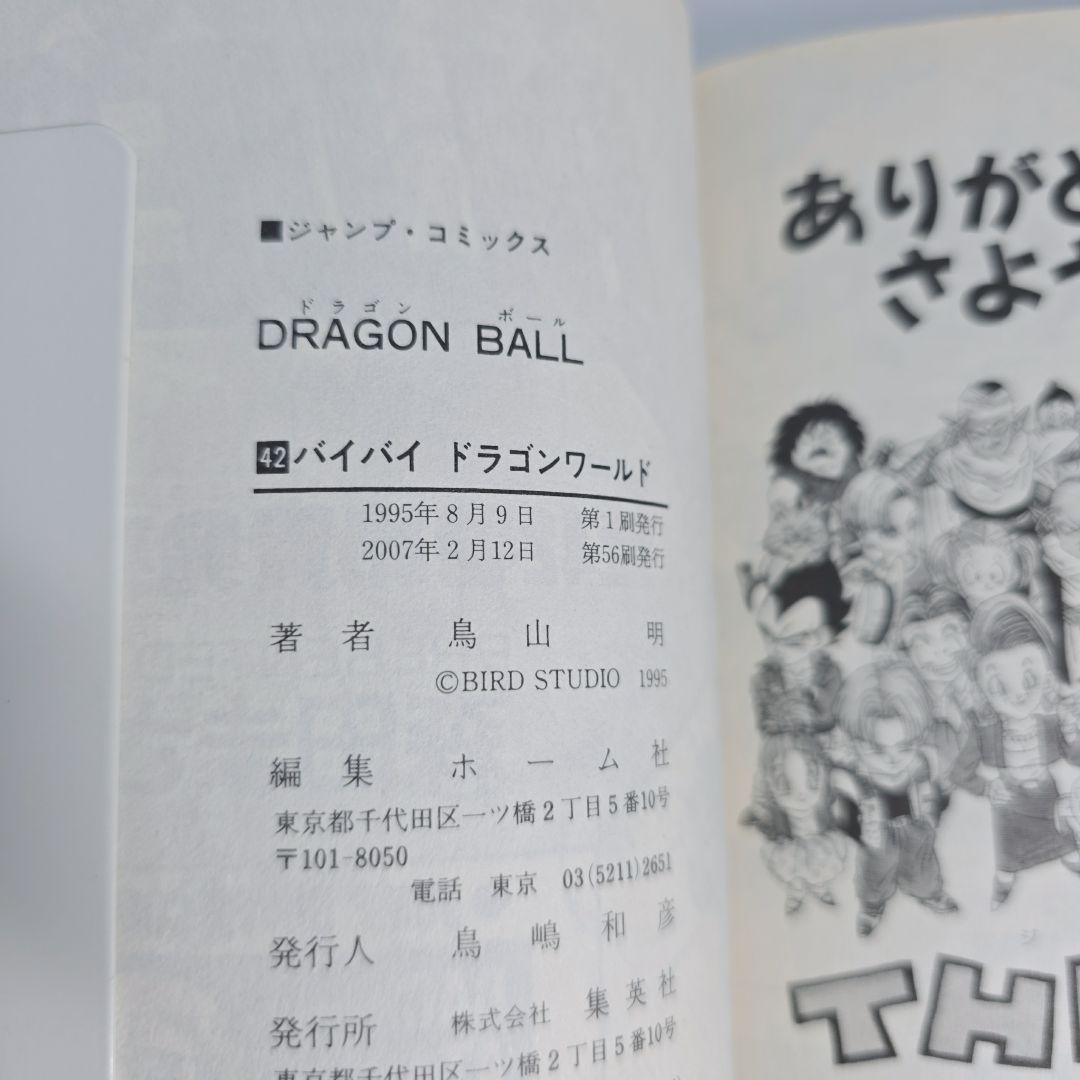 ■ジャンプ・コミックス
ドラゴン ボール
DRAGON BALL
42バイバイ ドラゴンワールド
1995年8月9日 第1刷発行
2007年2月12日 第56刷発行
著者 鳥山 明
©BIRD STUDIO 1995
編集 ホーム社
東京都千代田区一ツ橋2丁目5番10号
〒101-8050
電話 東京 03(5211)2651
発行人 鳥嶋和彦
発行所 株式会社 集英社
東京都千代田区一ツ橋2丁目5番10号
ありがと
さよ
ジ
TH